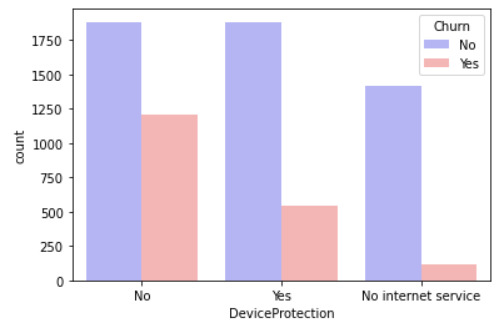 Churn
No
Yes
1750
1500
1250
1000
750
500
250
0
count
No
Yes
No internet service
DeviceProtection